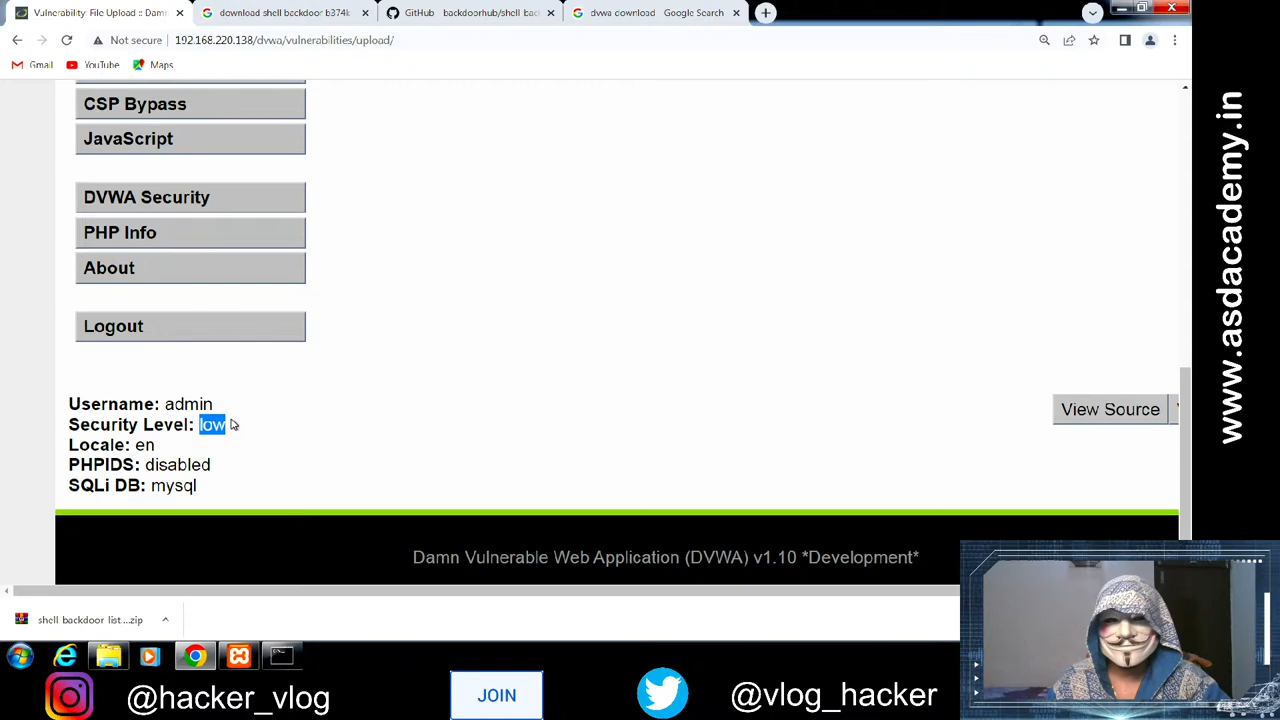 Vulnerability: File Upload :: Damn
download shell backdoor b374k
GitHub - backdoorhub/shell-back
dvwa download - Google Search
Not secure
192.168.220.138/dvwa/vulnerabilities/upload/
Gmail
YouTube
Maps
CSP Bypass
JavaScript
DVWA Security
PHP Info
About
Logout
Username: admin
Security Level: low
Locale: en
PHPIDS: disabled
SQLi DB: mysql
View Source
Damn Vulnerable Web Application (DVWA) v1.10 *Development*
shell backdoor list....zip
@hacker_vlog
JOIN
@vlog_hacker
www.asdacademy.in